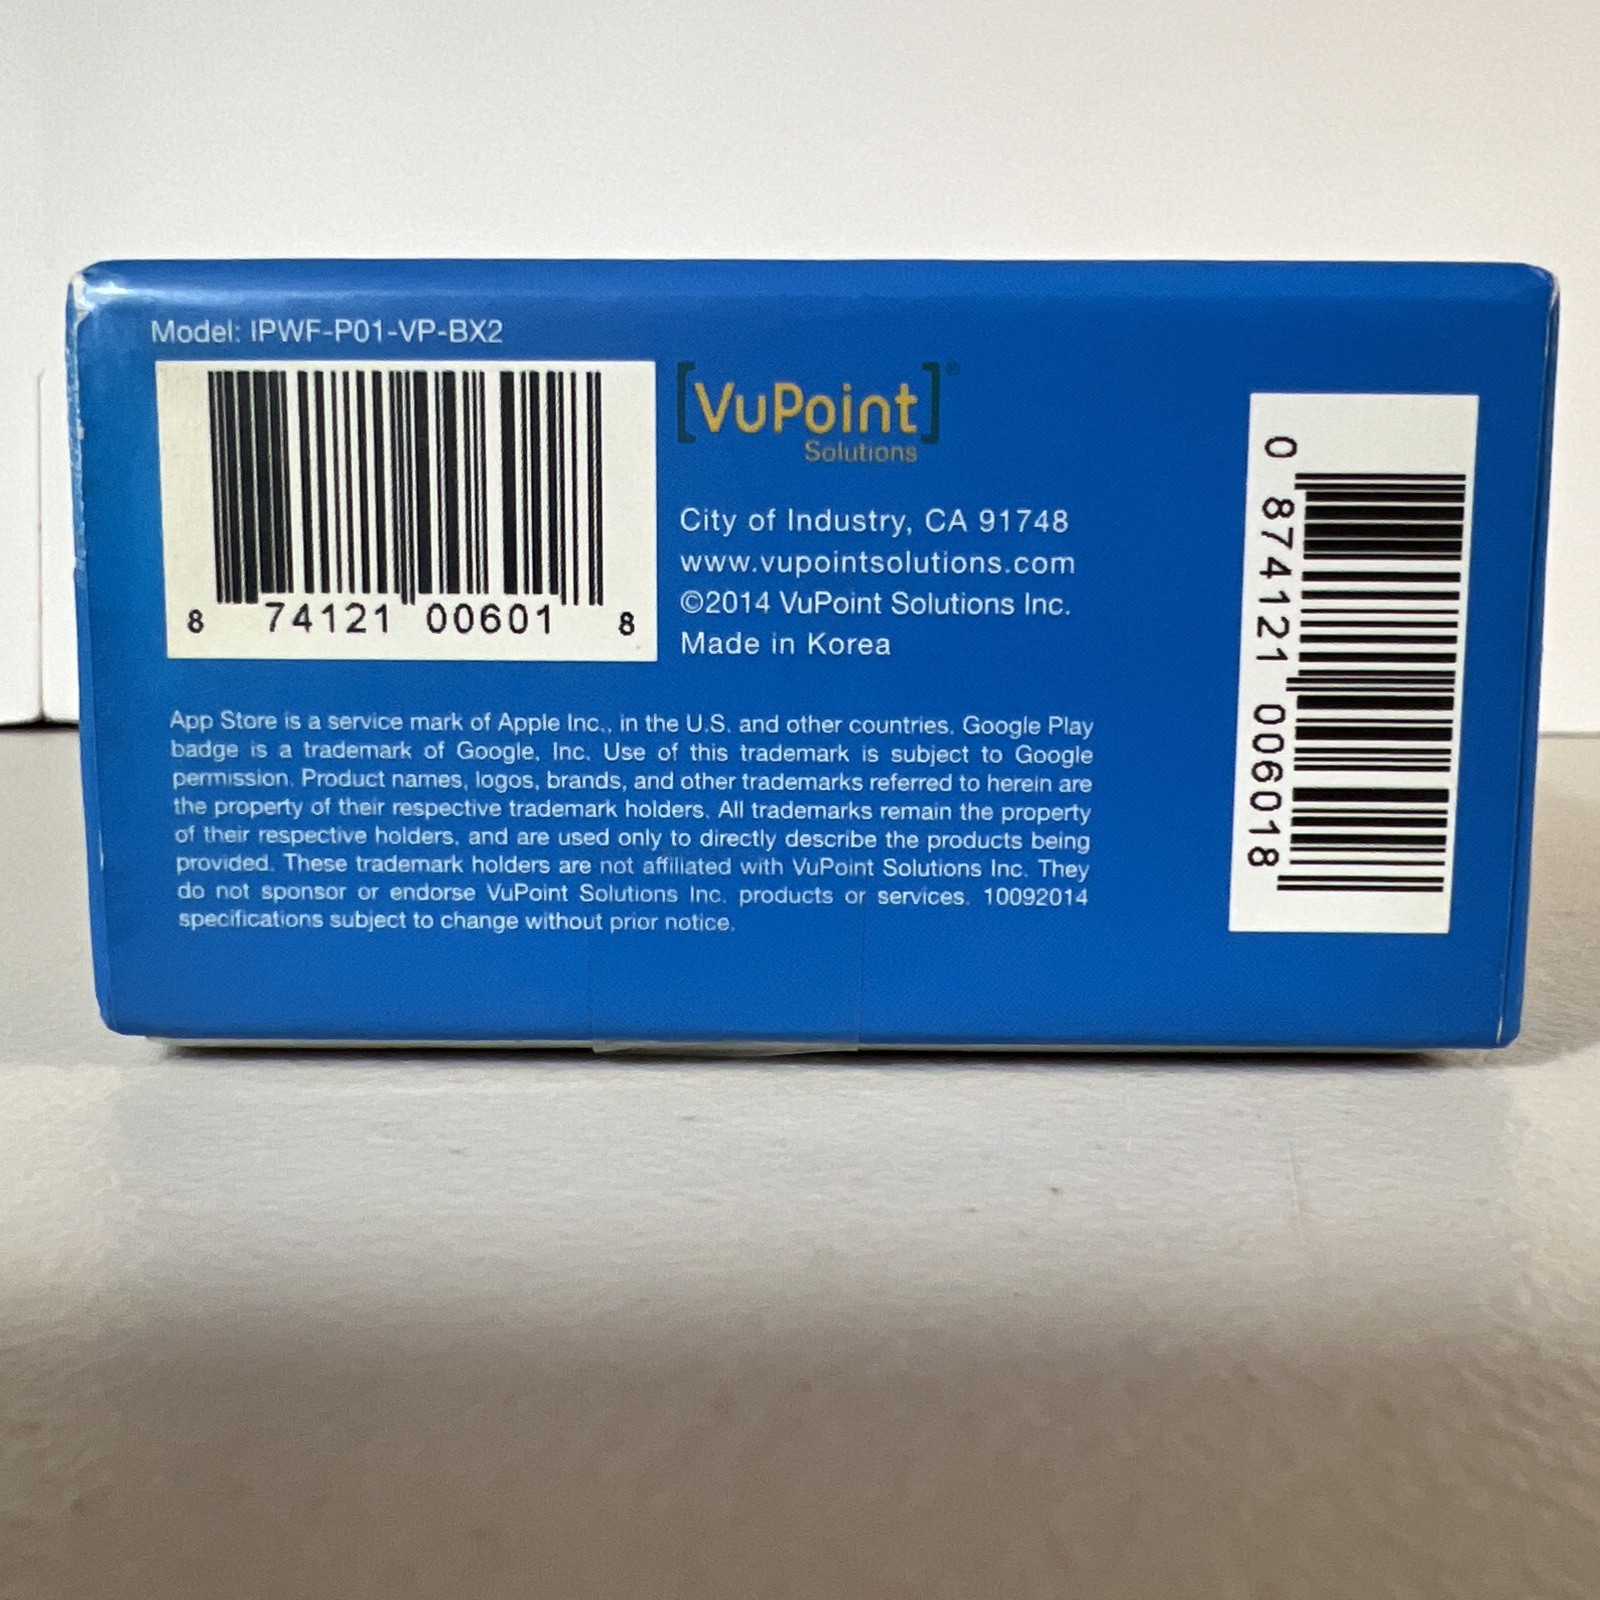 Model: IPWF-P01-VP-BX2
8 74121 00601 8
[VuPoint]®
Solutions
City of Industry, CA 91748
www.vupointsolutions.com
©2014 VuPoint Solutions Inc.
Made in Korea
0 874121 006018
App Store is a service mark of Apple Inc., in the U.S. and other countries. Google Play
badge is a trademark of Google, Inc. Use of this trademark is subject to Google
permission. Product names, logos, brands, and other trademarks referred to herein are
the property of their respective trademark holders. All trademarks remain the property
of their respective holders, and are used only to directly describe the products being
provided. These trademark holders are not affiliated with VuPoint Solutions Inc. They
do not sponsor or endorse VuPoint Solutions Inc. products or services. 10092014
specifications subject to change without prior notice.